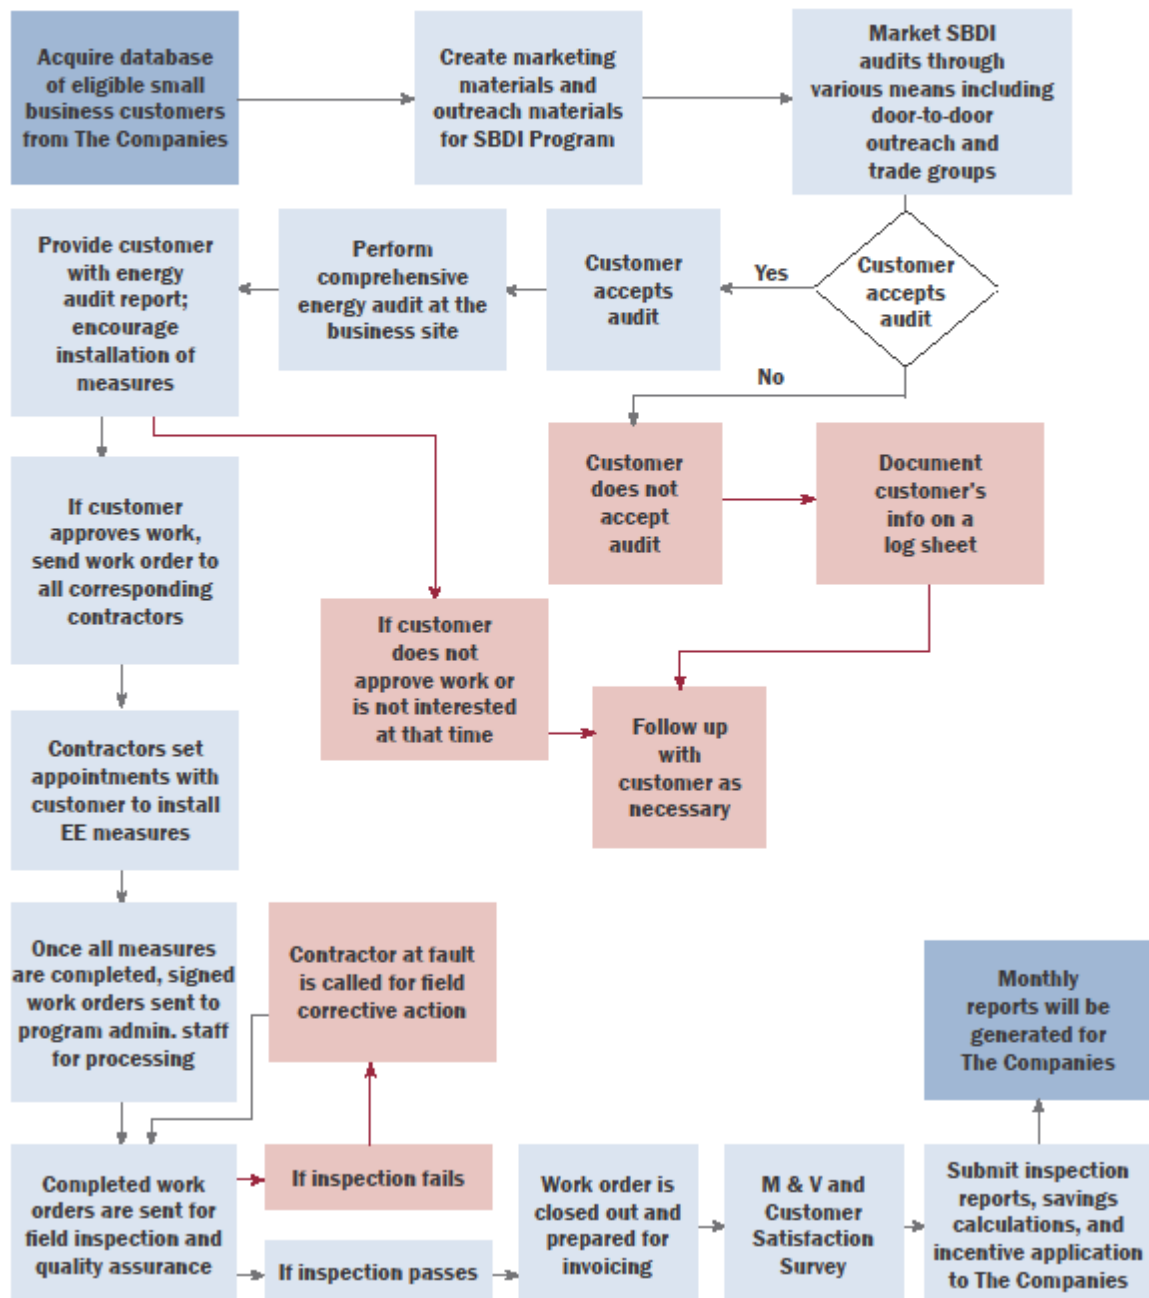 Acquire database
of eligible small
business customers
from The Companies
Create marketing
materials and
outreach materials
for SBDI Program
Market SBDI
audits through
various means including
door-to-door
outreach and
trade groups
Provide customer
with energy
audit report;
encourage
installation of
measures
Perform
comprehensive
energy audit at the
business site
Customer
accepts
audit
Yes
Customer
accepts
audit
No
If customer
approves work,
send work order to
all corresponding
contractors
Customer
does not
accept
audit
Document
customer's
info on a
log sheet
If customer
does not
approve work or
is not interested
at that time
Follow up
with
customer as
necessary
Contractors set
appointments with
customer to install
EE measures
Once all measures
are completed, signed
work orders sent to
program admin. staff
for processing
Contractor at fault
is called for field
corrective action
Monthly
reports will be
generated for
The Companies
Completed work
orders are sent for
field inspection and
quality assurance
If inspection fails
If inspection passes
Work order is
closed out and
prepared for
invoicing
M & V and
Customer
Satisfaction
Survey
Submit inspection
reports, savings
calculations, and
incentive application
to The Companies